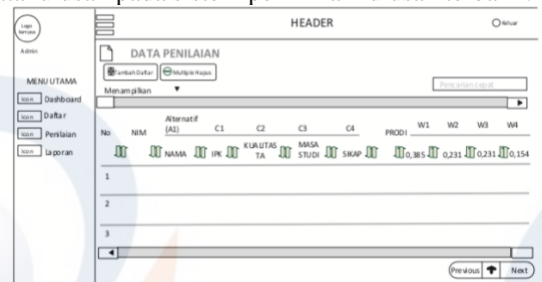 HEADER
Logo kampus
Keluar
Admin
DATA PENILAIAN
Tambah Daftar
Multiple Hapus
MENU UTAMA
Menampilkan
Pencarian cepat
Icon Dashboard
Icon Daftar
Icon Penilaian
Icon Laporan
No NIM Alternatif (A1) C1 C2 C3 C4 PRODI W1 W2 W3 W4
NAMA IPK KUALITAS TA MASA STUDI SIKAP 0,385 0,231 0,231 0,154
1
2
3
Previous Next